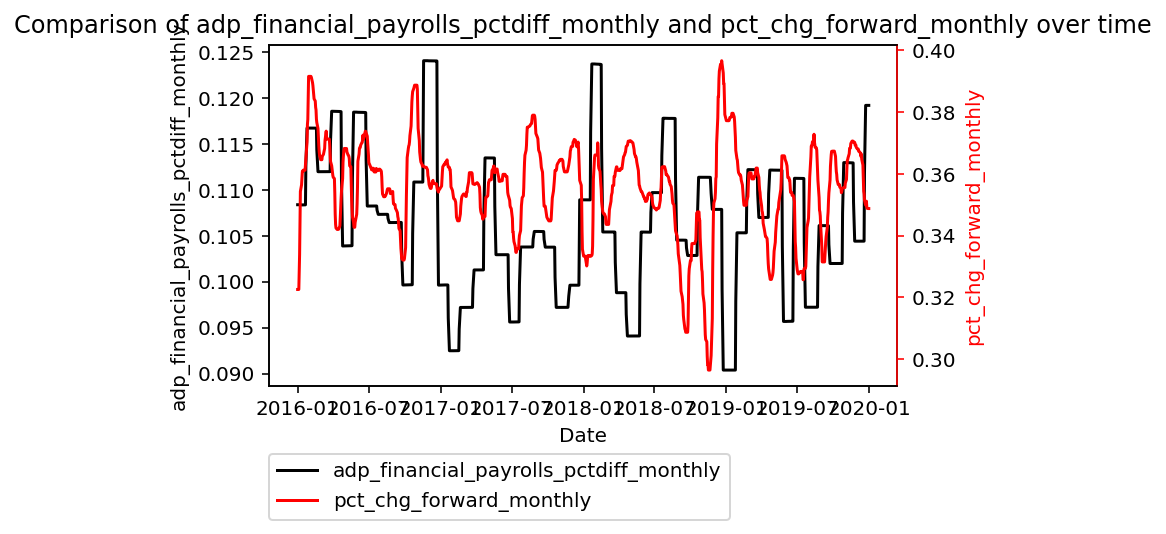 Comparison of adp_financial_payrolls_pctdiff_monthly and pct_chg_forward_monthly over time
adp_financial_payrolls_pctdiff_monthly
0.125
0.120
0.115
0.110
0.105
0.100
0.095
0.090
0.40
0.38
0.36
0.34
0.32
0.30
pct_chg_forward_monthly
2016-01 2016-07 2017-01 2017-07 2018-01 2018-07 2019-01 2019-07 2020-01
Date
adp_financial_payrolls_pctdiff_monthly
pct_chg_forward_monthly